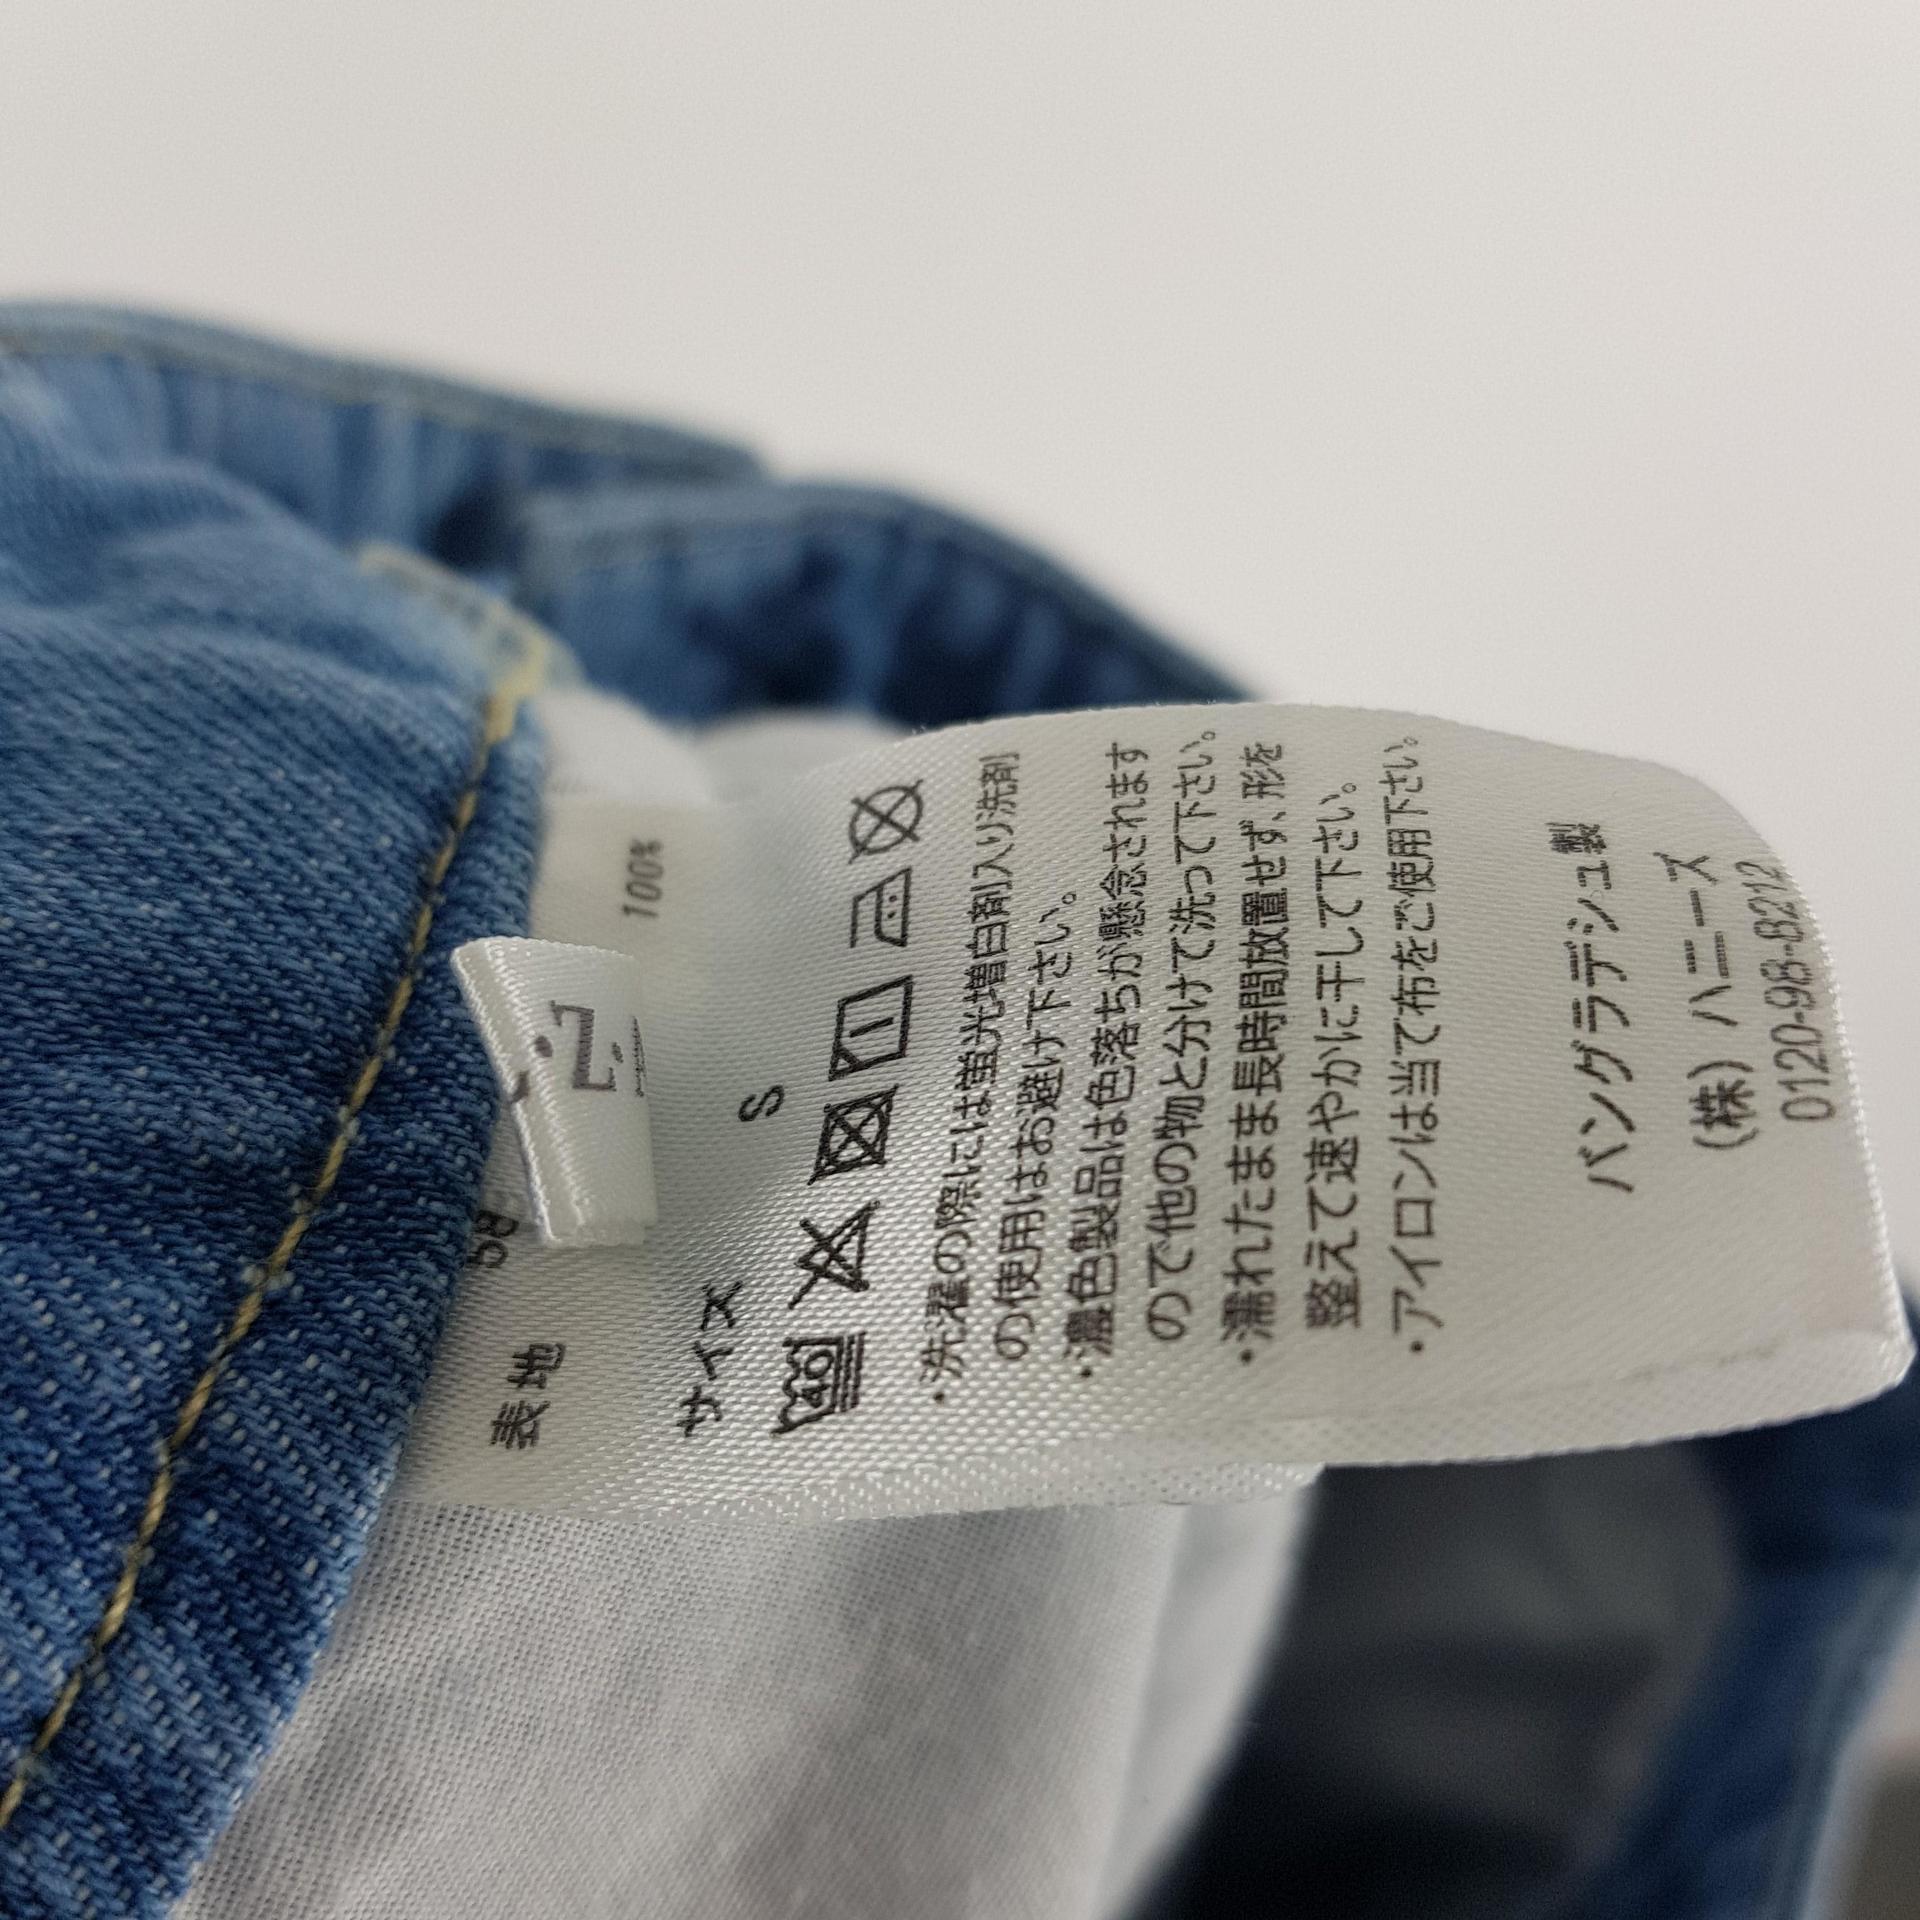 表地
100%
サイズ
S
40
・洗濯の際には蛍光増白剤入り洗剤
の使用はお避け下さい。
・濃色製品は色落ちが懸念されます
ので他の物と分けて洗って下さい。
・濡れたまま長時間放置せず、形を
整えて速やかに干して下さい。
・アイロンは当て布をご使用下さい。
バングラデシュ製
(株) ハニーズ
0120-98-8212